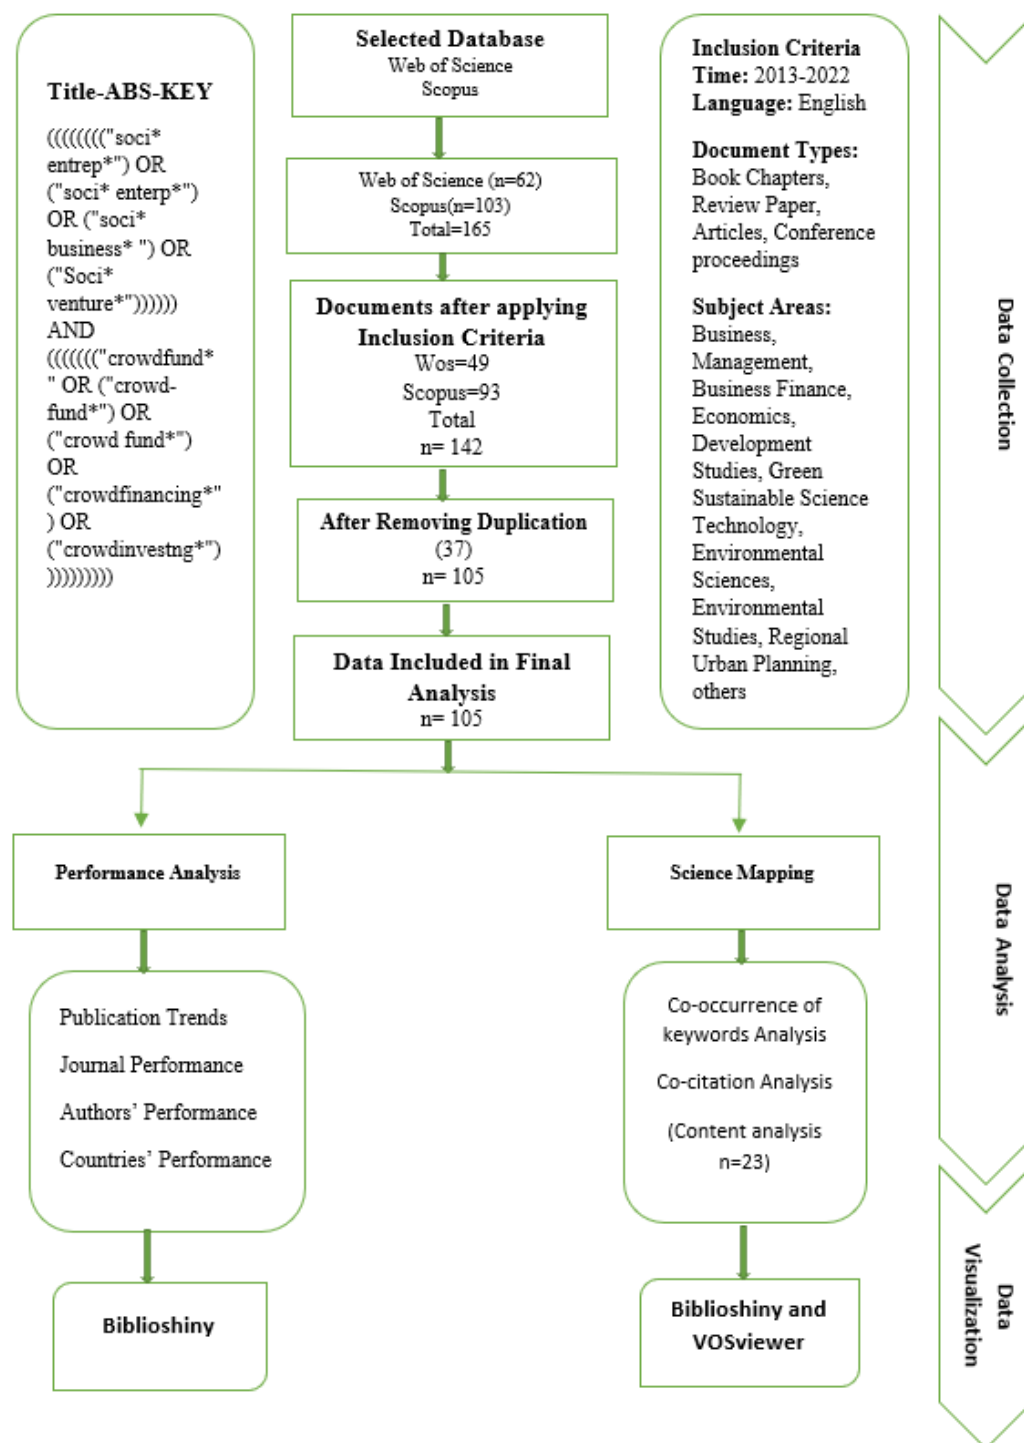 Title-ABS-KEY
(((((((("soci*
entrep*") OR
("soci* enterp*")
OR ("soci*
business* ") OR
("Soci*
venture*"))))))
AND
((((((("crowdfund*
" OR ("crowd-
fund*") OR
("crowd fund*")
OR
("crowdfinancing*"
) OR
("crowdinvestng*")
))))))))))
Selected Database
Web of Science
Scopus
Web of Science (n=62)
Scopus(n=103)
Total=165
Documents after applying
Inclusion Criteria
Wos=49
Scopus=93
Total
n= 142
After Removing Duplication
(37)
n= 105
Data Included in Final
Analysis
n= 105
Inclusion Criteria
Time: 2013-2022
Language: English
Document Types:
Book Chapters,
Review Paper,
Articles, Conference
proceedings
Subject Areas:
Business,
Management,
Business Finance,
Economics,
Development
Studies, Green
Sustainable Science
Technology,
Environmental
Sciences,
Environmental
Studies, Regional
Urban Planning,
others
Data Collection
Performance Analysis
Publication Trends
Journal Performance
Authors’ Performance
Countries’ Performance
Biblioshiny
Science Mapping
Co-occurrence of
keywords Analysis
Co-citation Analysis
(Content analysis
n=23)
Biblioshiny and
VOSviewer
Data Analysis
Data
Visualization